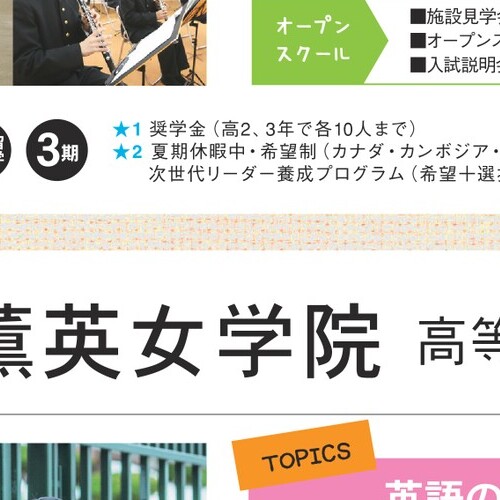 オープン
スクール
■施設見学会
■オープンス
■入試説明会
3期
★1 奨学金（高2、3年で各10人まで）
★2 夏期休暇中・希望制（カナダ・カンボジア・
次世代リーダー養成プログラム（希望＋選
薫英女学院 高等
TOPICS
英語の